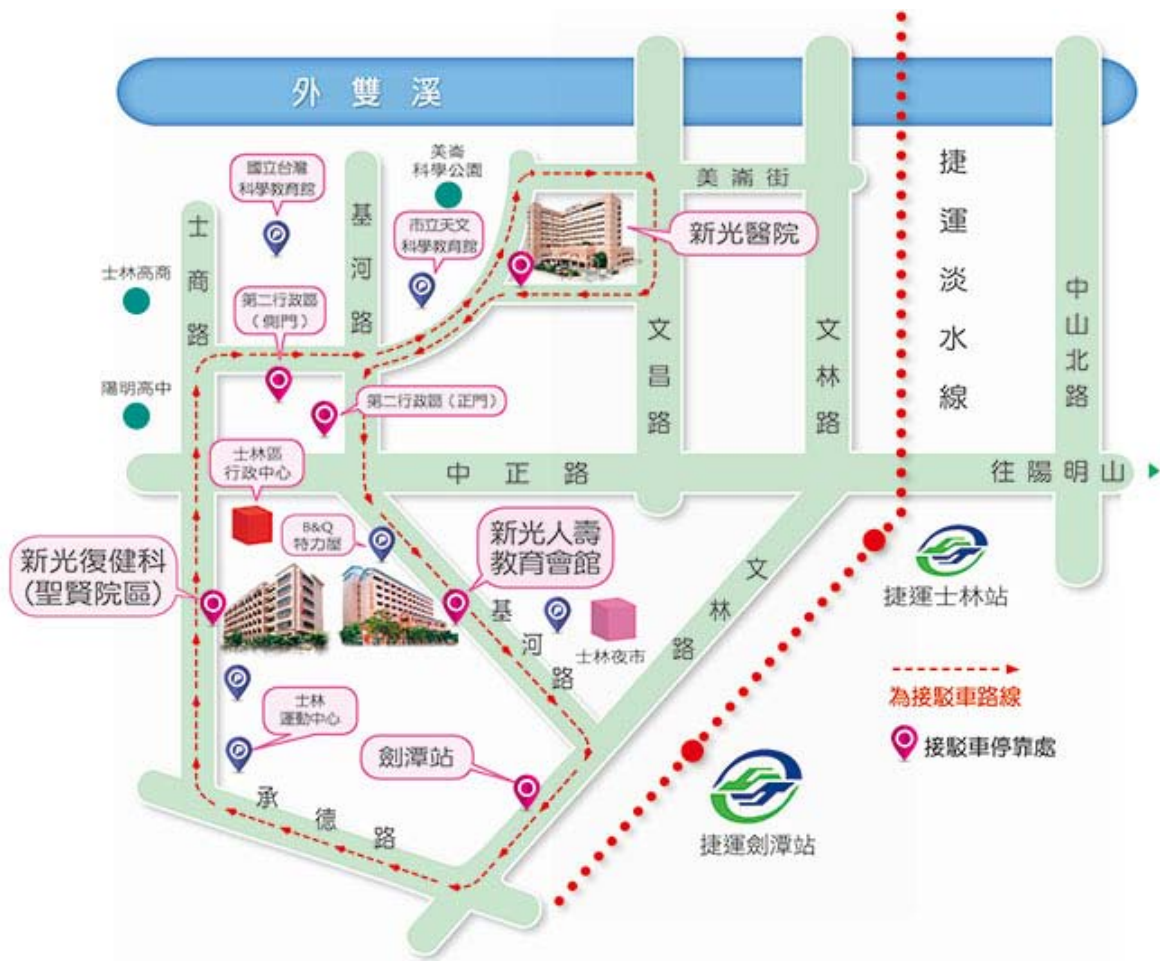 外雙溪
國立台灣
科學教育館
美崙
科學公園
市立天文
科學教育館
美崙街
新光醫院
士林高商
士商路
基河路
第二行政區
(側門)
陽明高中
第二行政區(正門)
文昌路
文林路
捷運淡水線
中山北路
士林區
行政中心
中正路
往陽明山
B&Q
特力屋
新光人壽
教育會館
新光復健科
(聖賢院區)
基河路
士林夜市
文林路
捷運士林站
士林
運動中心
劍潭站
為接駁車路線
接駁車停靠處
承德路
捷運劍潭站